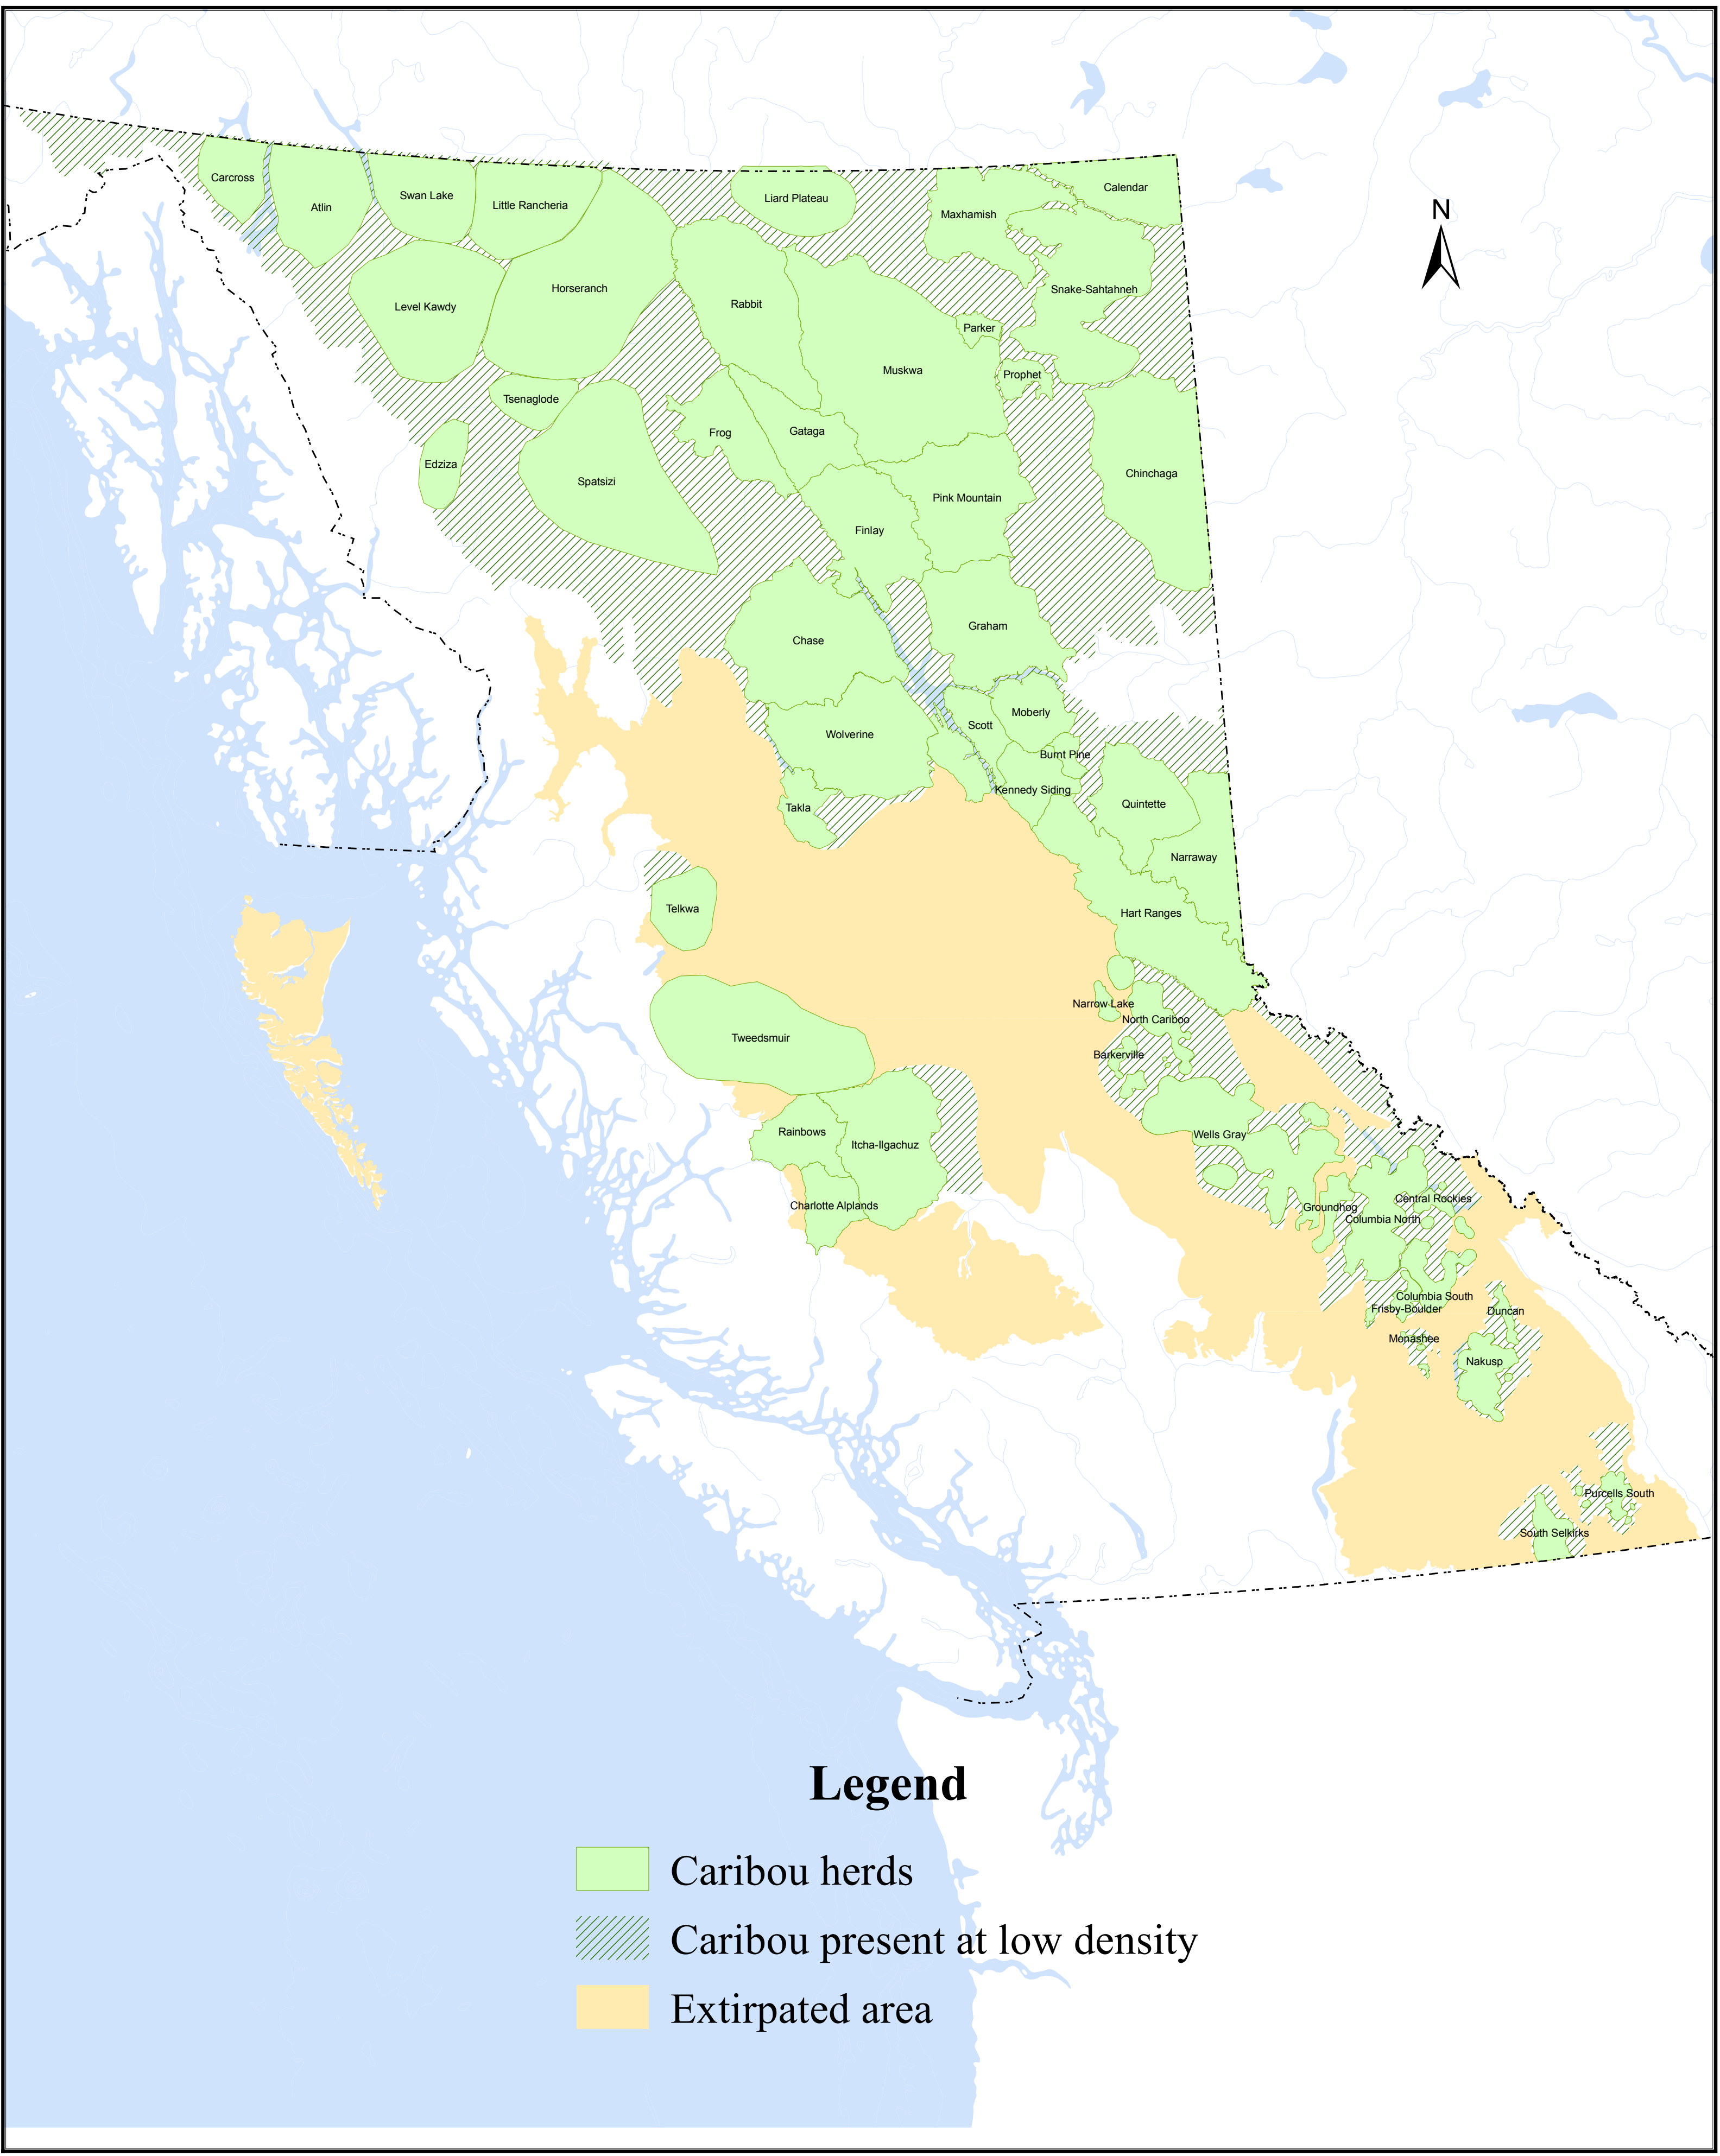 N
Carcross
Atlin
Swan Lake
Little Rancheria
Liard Plateau
Maxhamish
Calendar
Level Kawdy
Horseranch
Rabbit
Snake-Sahtahneh
Parker
Muskwa
Prophet
Tsenaglode
Frog
Gataga
Edziza
Spatsizi
Chinchaga
Pink Mountain
Finlay
Chase
Graham
Wolverine
Scott
Moberly
Burnt Pine
Kennedy Siding
Takla
Quintette
Narraway
Telkwa
Hart Ranges
Narrow Lake
North Cariboo
Tweedsmuir
Barkerville
Rainbows
Itcha-Ilgachuz
Wells Gray
Charlotte Alplands
Groundhog
Central Rockies
Columbia North
Columbia South
Frisby-Boulder
Duncan
Monashee
Nakusp
Purcells South
South Selkirks
Legend
Caribou herds
Caribou present at low density
Extirpated area